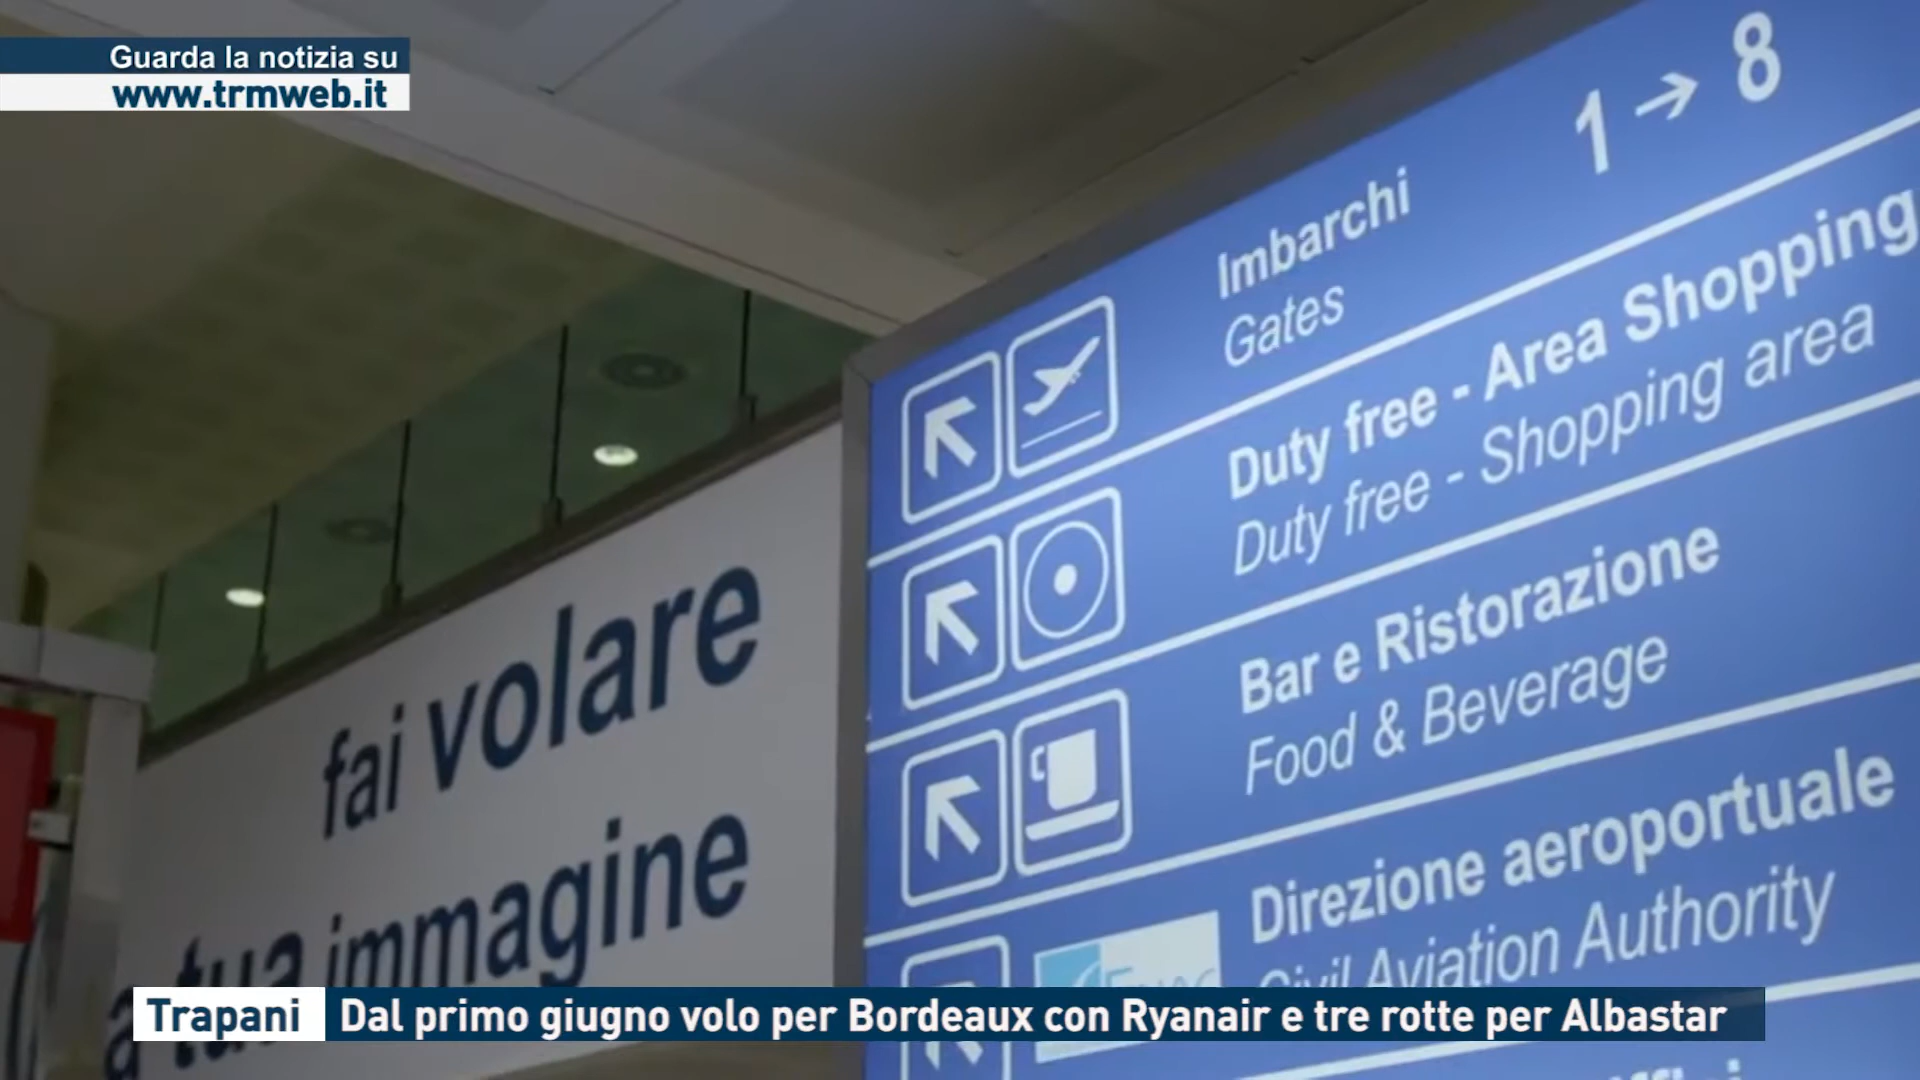 Guarda la notizia su
www.trmweb.it
1 → 8
Imbarchi
Gates
Duty free - Area Shopping
Duty free - Shopping area
Bar e Ristorazione
Food & Beverage
Direzione aeroportuale
Civil Aviation Authority
fai volare
a tua immagine
Trapani Dal primo giugno volo per Bordeaux con Ryanair e tre rotte per Albastar